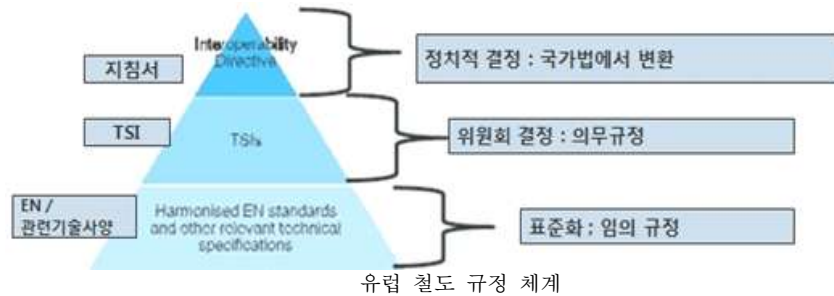 Interoperability
Directive
지침서
정치적 결정 : 국가법에서 변환
TSI
TSIs
위원회 결정 : 의무규정
EN /
관련기술사양
Harmonised EN standards
and other relevant technical
specifications
표준화 : 임의 규정
유럽 철도 규정 체계